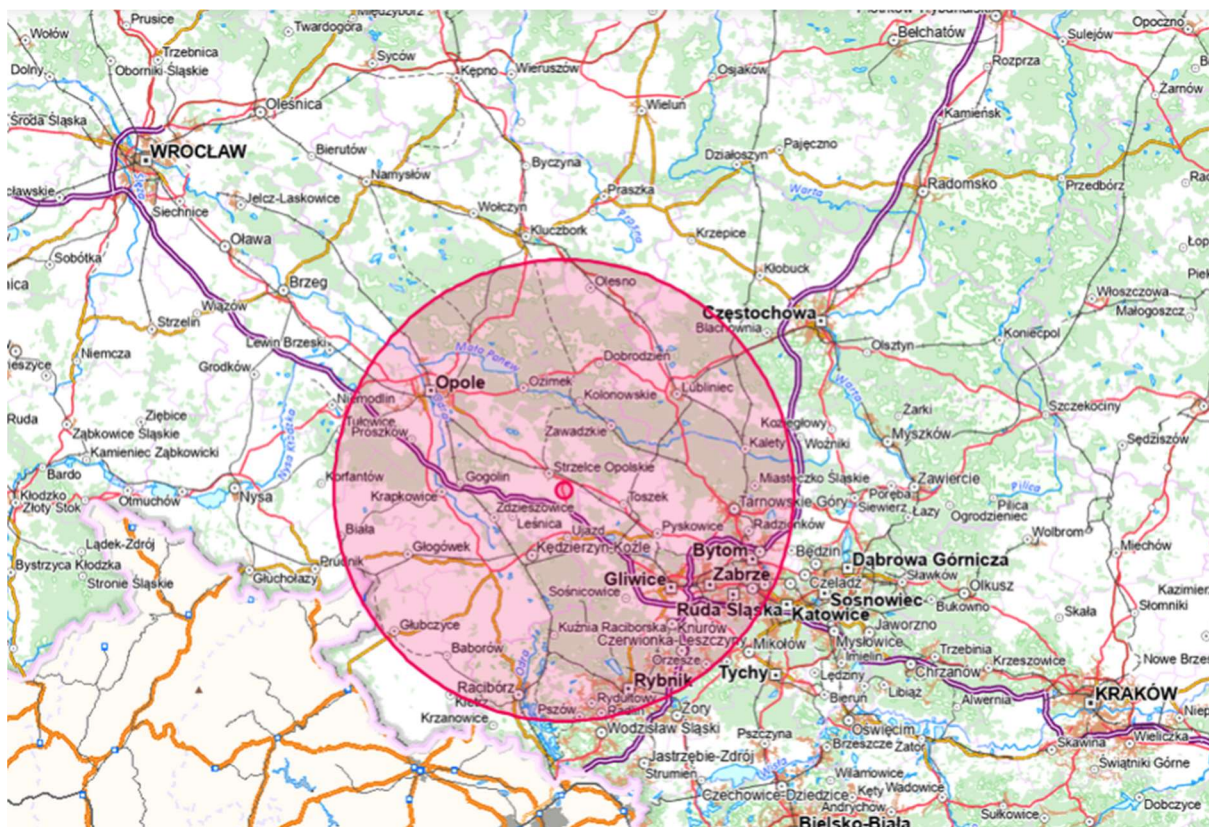 Prusice
Twardogóra
Międzybórz
Bełchatów
Sulejów
Opoczno
Wołów
Trzebnica
Syców
Kępno
Wieruszów
Osjaków
Rozprza
Dolny
Oborniki Śląskie
Żarnów
Środa Śląska
Oleśnica
Wieluń
Kamieńsk
WROCŁAW
Bierutów
Byczyna
Działoszyn
Pajęczno
Radomsko
Przedbórz
Namysłów
Praszka
Warta
Siechnice
Jelcz-Laskowice
Wołczyn
Prosna
Kluczbork
Krzepice
Oława
Sobótka
Kłobuck
Brzeg
Olesno
Włoszczowa
Wiązów
Małogoszcz
Strzelin
Częstochowa
Blachownia
Koniecpol
Lewin Brzeski
Mała Panew
Olsztyn
Niemcza
Dobrodzień
Grodków
Opole
Ozimek
Kolonowskie
Lubliniec
Warta
Niemodlin
Żarki
Szczekociny
Ziębice
Tułowice
Zawadzkie
Koziegłowy
Ząbkowice Śląskie
Prószków
Kalety
Woźniki
Myszków
Sędziszów
Kamieniec Ząbkowicki
Nysa Kłodzka
Bardo
Strzelce Opolskie
Korfantów
Gogolin
Miasteczko Śląskie
Zawiercie
Kłodzko
Otmuchów
Nysa
Krapkowice
Toszek
Tarnowskie Góry
Poręba
Pilica
Złoty Stok
Zdzieszowice
Siewierz
Pilica
Leśnica
Łazy
Ogrodzieniec
Biała
Ujazd
Pyskowice
Radzionków
Wolbrom
Lądek-Zdrój
Głogówek
Kędzierzyn-Koźle
Bytom
Będzin
Miechów
Bystrzyca Kłodzka
Prudnik
Dąbrowa Górnicza
Stronie Śląskie
Głuchołazy
Gliwice
Zabrze
Czeladź
Sławków
Olkusz
Sośnicowice
Sosnowiec
Bukowno
Ruda Śląska
Skała
Słomniki
Katowice
Głubczyce
Kuźnia Raciborska
Knurów
Jaworzno
Czerwionka-Leszczyny
Mysłowice
Baborów
Odra
Mikołów
Trzebinia
Orzesze
Imielin
Krzeszowice
Chrzanów
Rybnik
Tychy
Lędziny
Racibórz
Rydułtowy
Libiąż
Alwernia
KRAKÓW
Bieruń
Krzanowice
Pszów
Żory
Oświęcim
Wodzisław Śląski
Pszczyna
Brzeszcze
Zator
Skawina
Wieliczka
Jastrzębie-Zdrój
Strumień
Wilamowice
Świątniki Górne
Czechowice-Dziedzice
Kęty
Wadowice
Andrychów
Sułkowice
Dobczyce
Bielsko-Biała